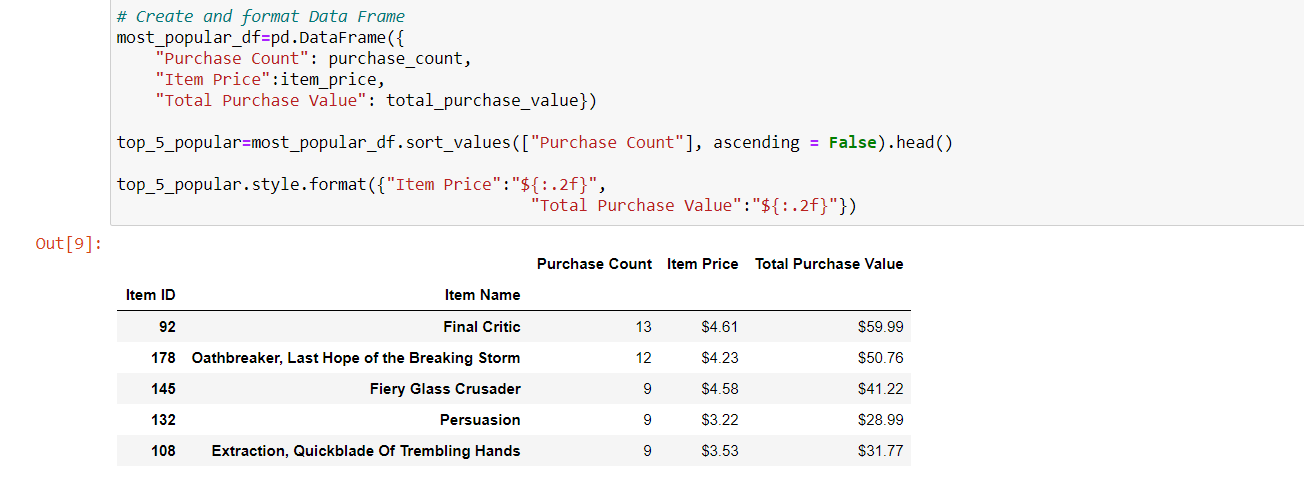 # Create and format Data Frame
most_popular_df=pd.DataFrame({
    "Purchase Count": purchase_count,
    "Item Price":item_price,
    "Total Purchase Value": total_purchase_value})
top_5_popular=most_popular_df.sort_values(["Purchase Count"], ascending = False).head()
top_5_popular.style.format({"Item Price":"${:.2f}",
                                           "Total Purchase Value":"${:.2f}"})
Out[9]:
Purchase Count Item Price Total Purchase Value
Item ID Item Name
92 Final Critic 13 $4.61 $59.99
178 Oathbreaker, Last Hope of the Breaking Storm 12 $4.23 $50.76
145 Fiery Glass Crusader 9 $4.58 $41.22
132 Persuasion 9 $3.22 $28.99
108 Extraction, Quickblade Of Trembling Hands 9 $3.53 $31.77